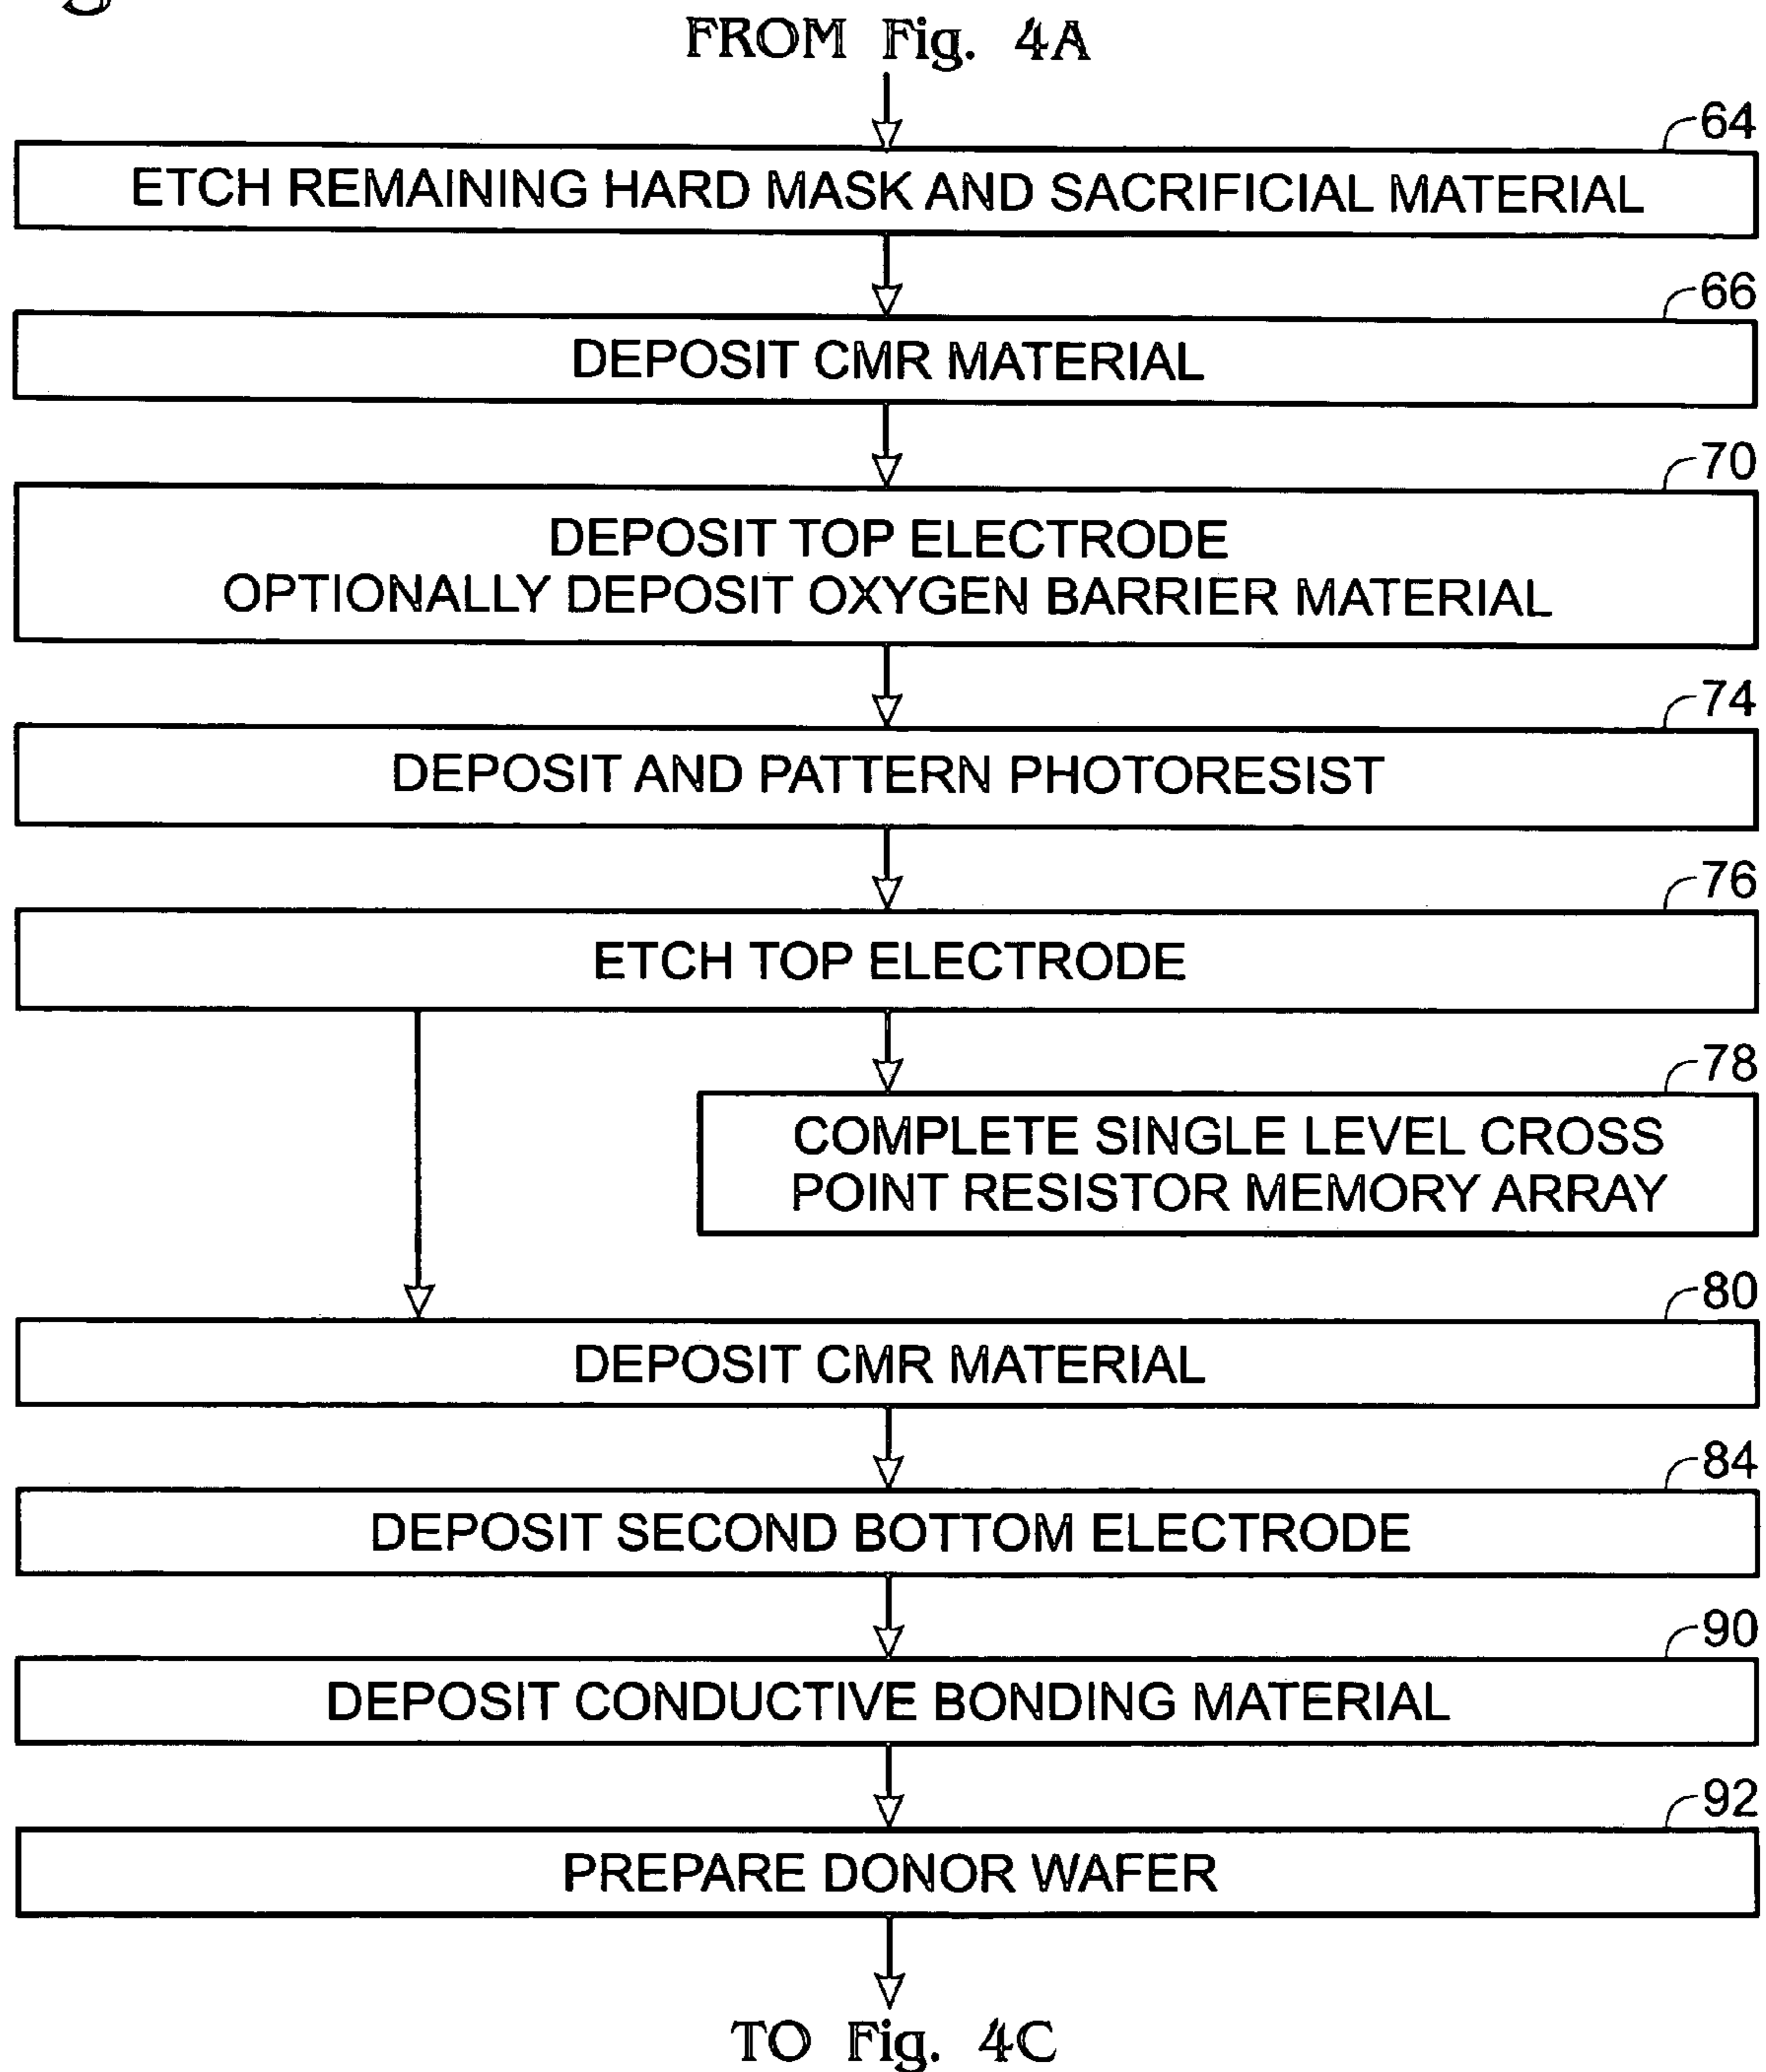 FROM Fig. 4A
64
ETCH REMAINING HARD MASK AND SACRIFICIAL MATERIAL
66
DEPOSIT CMR MATERIAL
70
DEPOSIT TOP ELECTRODE
OPTIONALLY DEPOSIT OXYGEN BARRIER MATERIAL
74
DEPOSIT AND PATTERN PHOTORESIST
76
ETCH TOP ELECTRODE
78
COMPLETE SINGLE LEVEL CROSS
POINT RESISTOR MEMORY ARRAY
80
DEPOSIT CMR MATERIAL
84
DEPOSIT SECOND BOTTOM ELECTRODE
90
DEPOSIT CONDUCTIVE BONDING MATERIAL
92
PREPARE DONOR WAFER
TO Fig. 4C